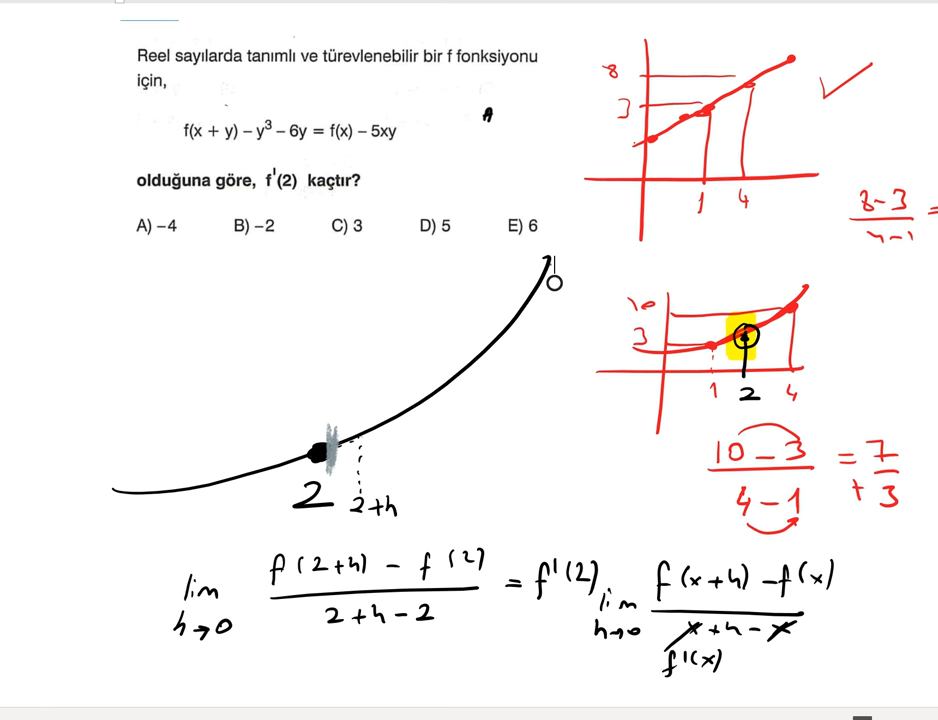 Reel sayılarda tanımlı ve türevlenebilir bir f fonksiyonu
için,
f(x + y) – y³ – 6y = f(x) – 5xy
A
olduğuna göre, f'(2) kaçtır?
A) –4 B) –2 C) 3 D) 5 E) 6
8
3
1 4
8-3
4-1
=
10
3
1 2 4
10 - 3 = 7
4 - 1 + 3
2 2+h
lim f(2+h) - f(2) = f'(2)
h→0 2+h-2
lim f(x+h) - f(x)
h→0 x+h-x
f'(x)